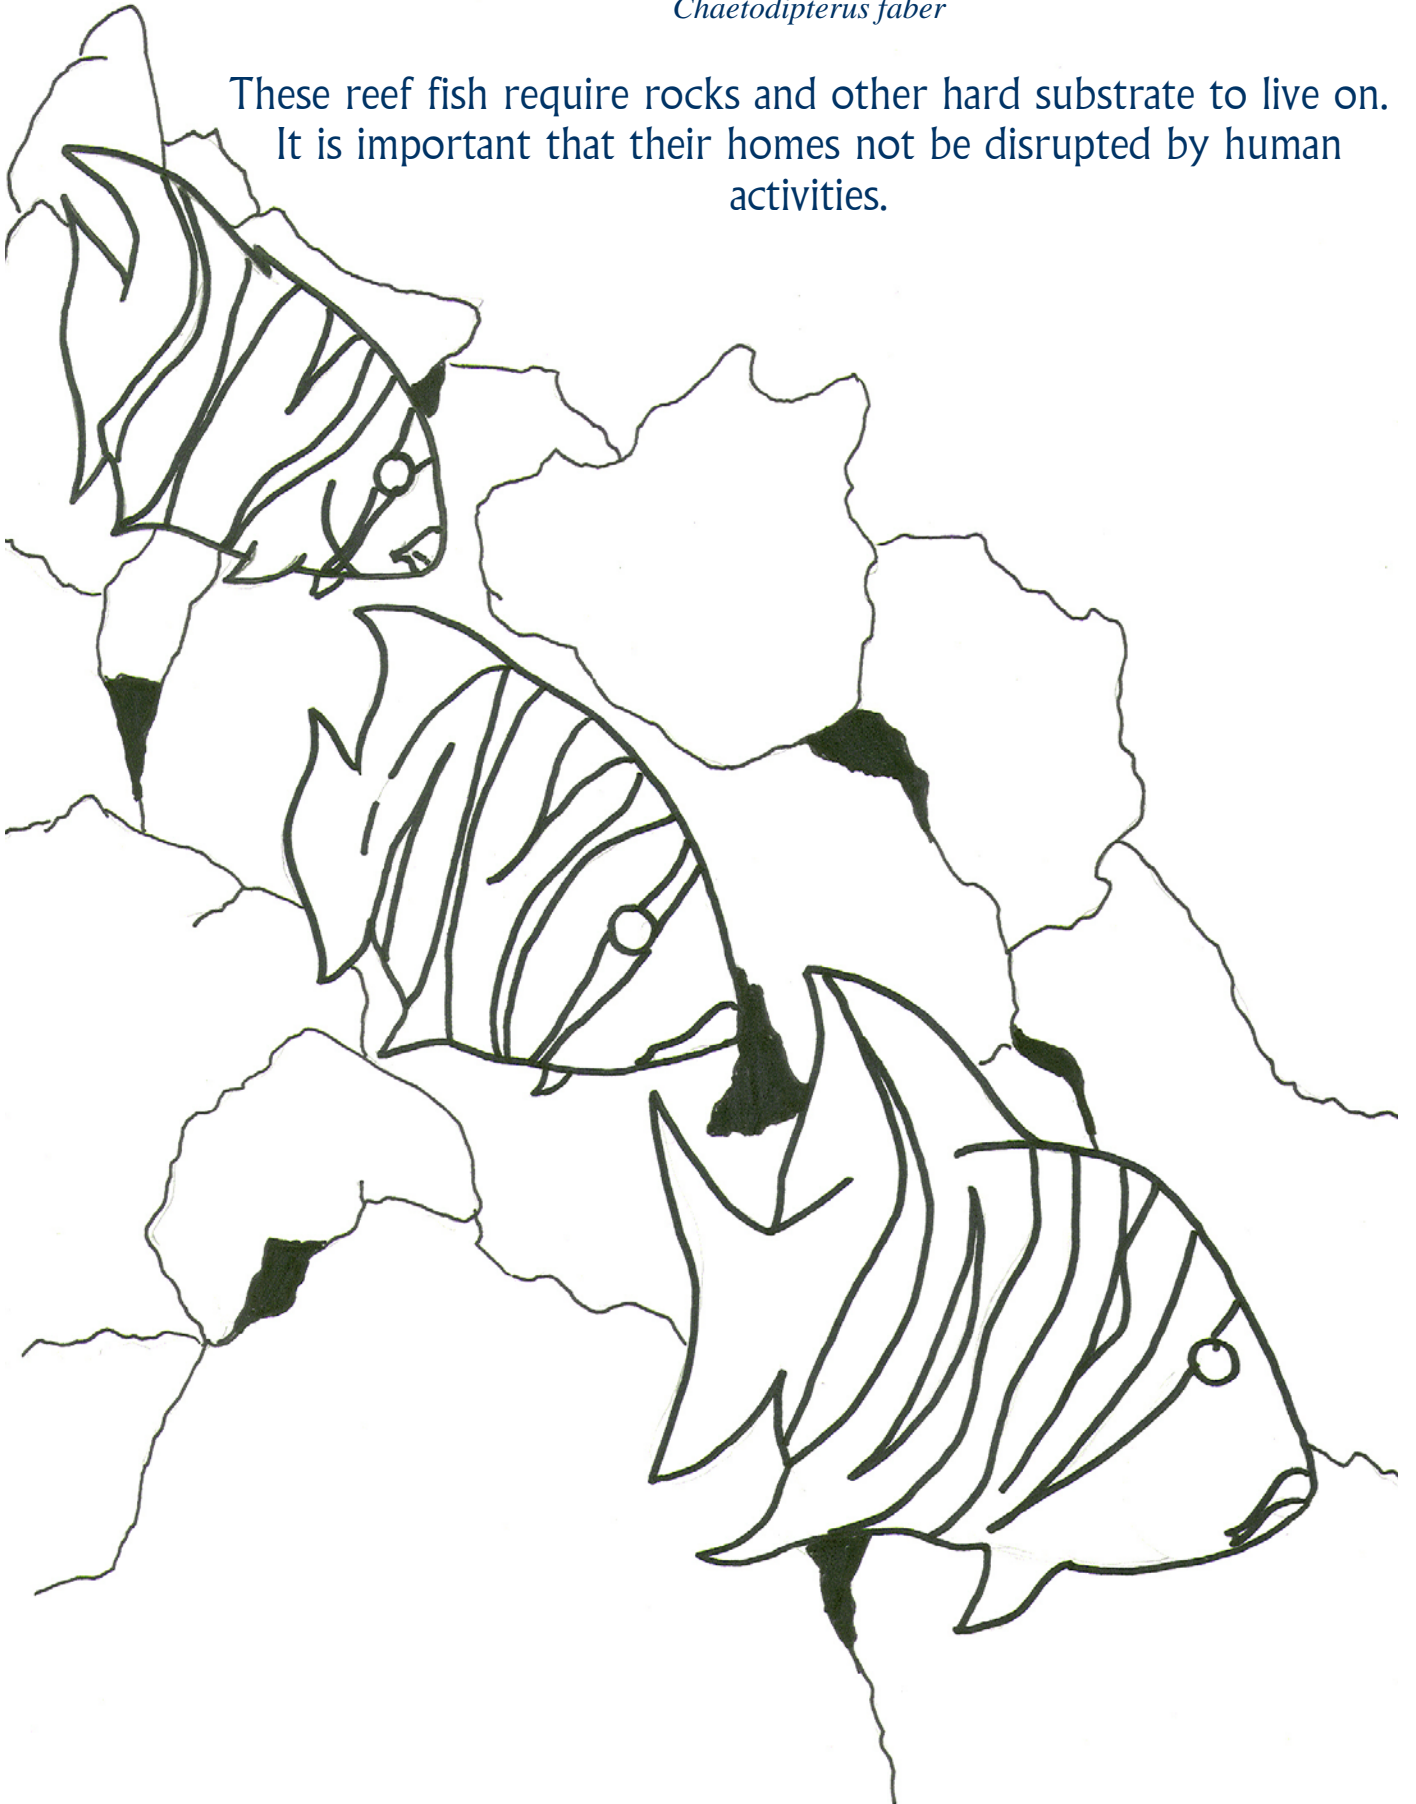 Chaetodipterus faber
These reef fish require rocks and other hard substrate to live on.
It is important that their homes not be disrupted by human
activities.